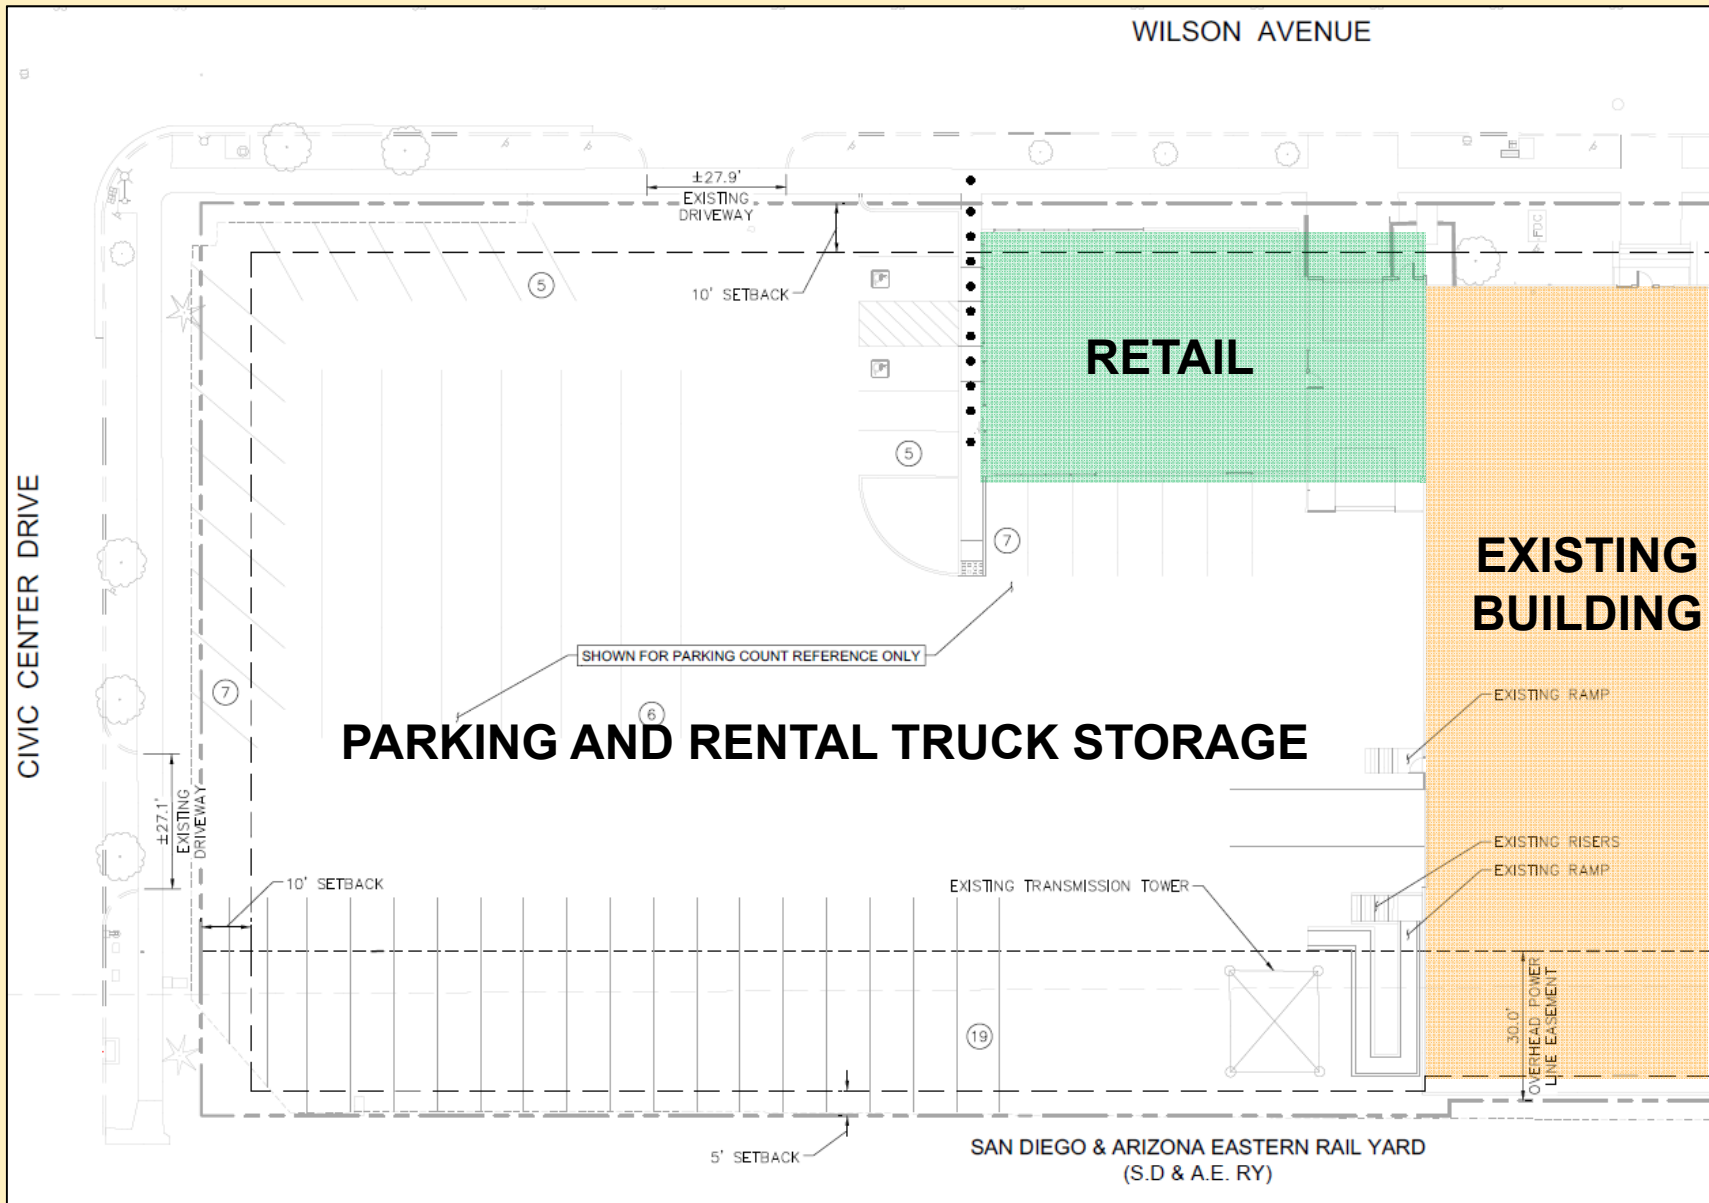 WILSON AVENUE
±27.9'
EXISTING
DRIVEWAY
FDC
5
10' SETBACK
RETAIL
5
CIVIC CENTER DRIVE
7
EXISTING
BUILDING
SHOWN FOR PARKING COUNT REFERENCE ONLY
7
6
EXISTING RAMP
PARKING AND RENTAL TRUCK STORAGE
±27.1'
EXISTING
DRIVEWAY
EXISTING RISERS
EXISTING RAMP
10' SETBACK
EXISTING TRANSMISSION TOWER
30.0'
OVERHEAD POWER
LINE EASEMENT
19
5' SETBACK
SAN DIEGO & ARIZONA EASTERN RAIL YARD
(S.D & A.E. RY)